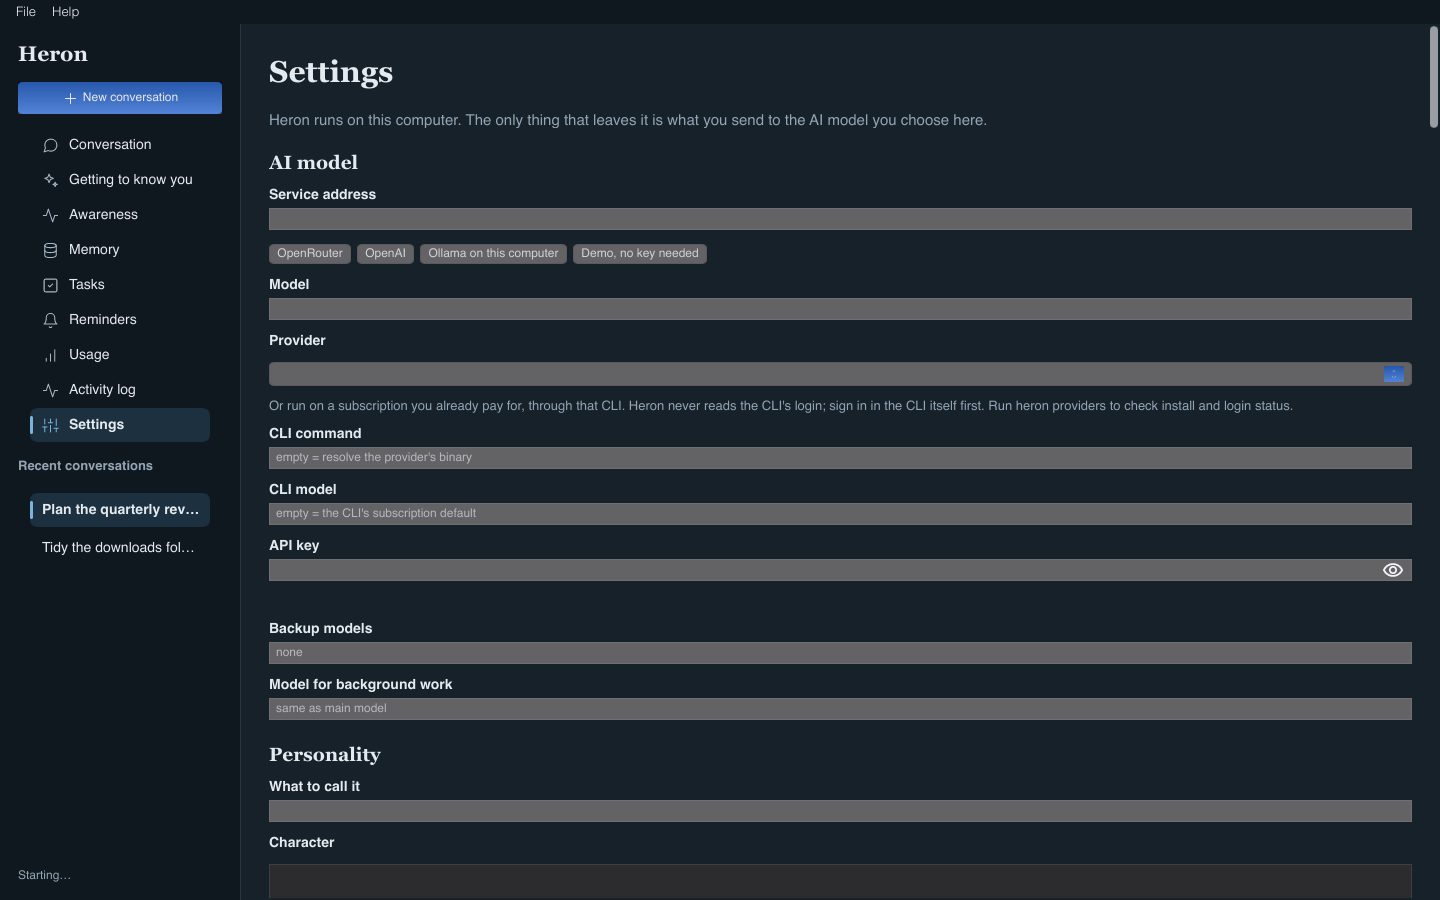 File Help
Heron
New conversation
Conversation
Getting to know you
Awareness
Memory
Tasks
Reminders
Usage
Activity log
Settings
Recent conversations
Plan the quarterly rev...
Tidy the downloads fol...
Starting...
Settings
Heron runs on this computer. The only thing that leaves it is what you send to the AI model you choose here.
AI model
Service address
OpenRouter OpenAI Ollama on this computer Demo, no key needed
Model
Provider
Or run on a subscription you already pay for, through that CLI. Heron never reads the CLI's login; sign in in the CLI itself first. Run heron providers to check install and login status.
CLI command
empty = resolve the provider's binary
CLI model
empty = the CLI's subscription default
API key
Backup models
none
Model for background work
same as main model
Personality
What to call it
Character